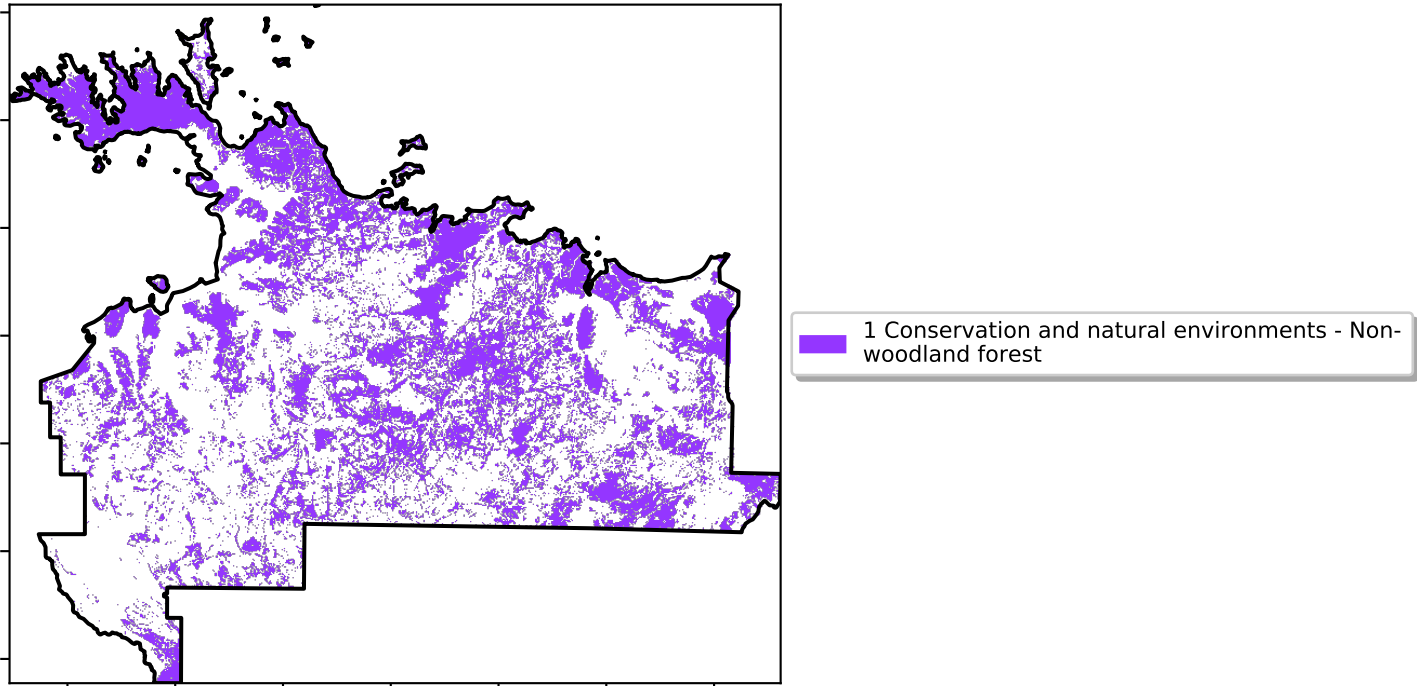 1 Conservation and natural environments - Non-
woodland forest